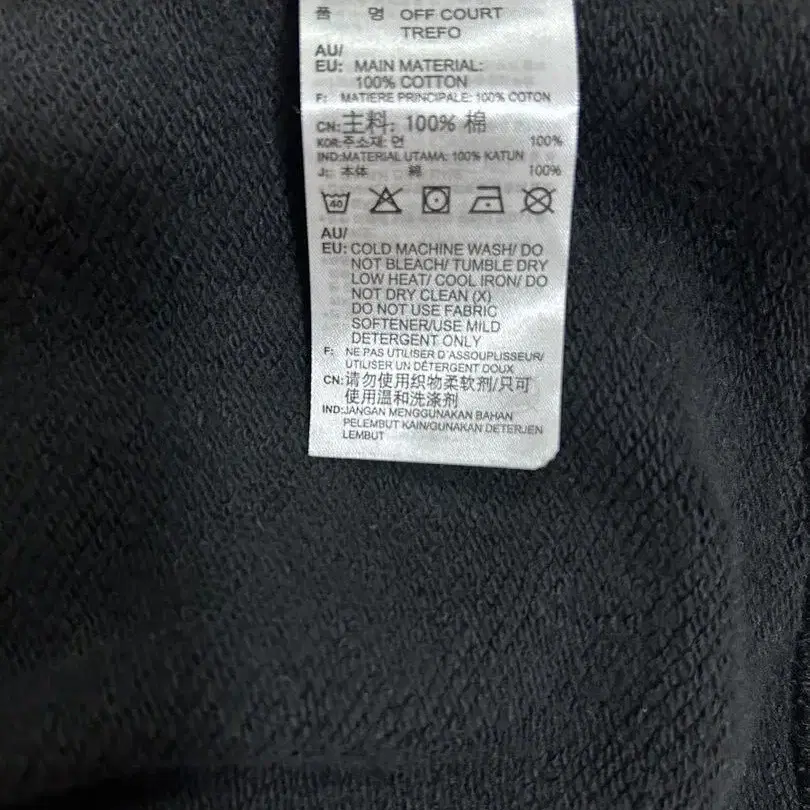 품 명 OFF COURT
TREFO
AU/
EU: MAIN MATERIAL:
100% COTTON
F: MATIERE PRINCIPALE: 100% COTON
CN:主料: 100% 棉
KOR:주소재: 면 100%
IND:MATERIAL UTAMA: 100% KATUN
J: 本体 綿 100%
40
AU/
EU: COLD MACHINE WASH/ DO
NOT BLEACH/ TUMBLE DRY
LOW HEAT/ COOL IRON/ DO
NOT DRY CLEAN (X)
DO NOT USE FABRIC
SOFTENER/USE MILD
DETERGENT ONLY
F: NE PAS UTILISER D'ASSOUPLISSEUR/
UTILISER UN DÉTERGENT DOUX
CN:请勿使用织物柔软剂/只可
使用温和洗涤剂
IND:JANGAN MENGGUNAKAN BAHAN
PELEMBUT KAIN/GUNAKAN DETERJEN
LEMBUT